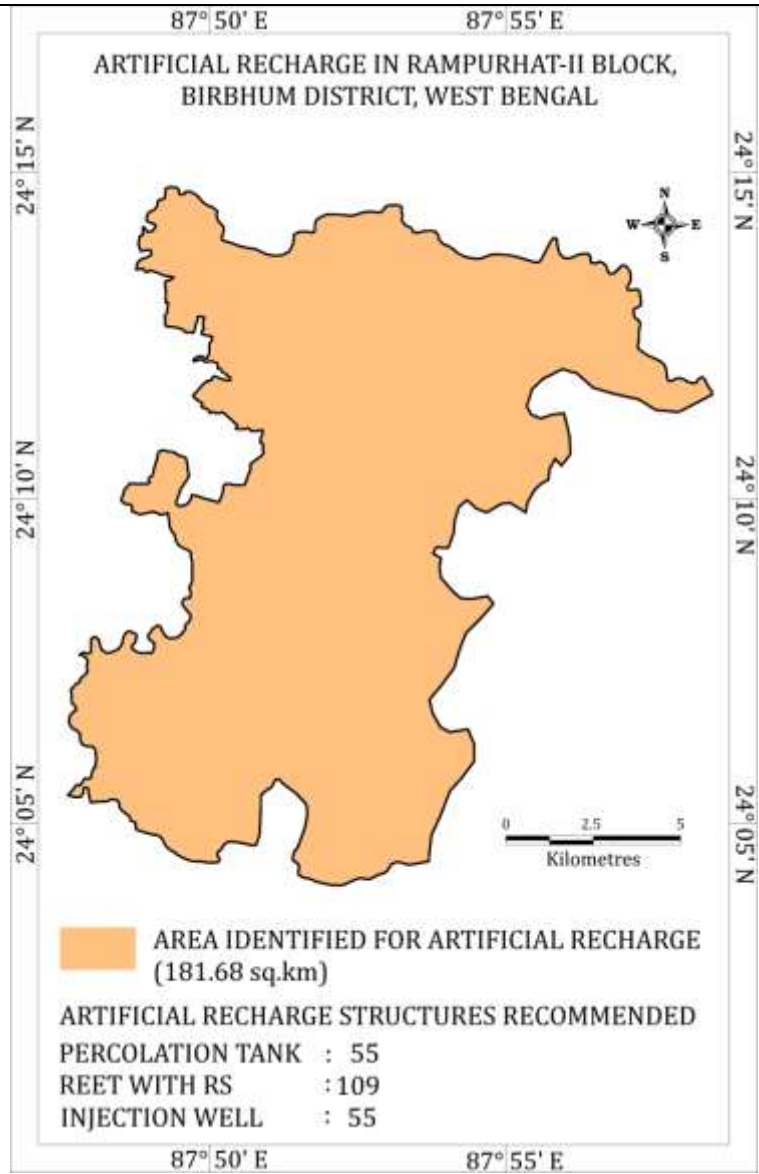 87° 50' E 87° 55' E
ARTIFICIAL RECHARGE IN RAMPURHAT-II BLOCK,
BIRBHUM DISTRICT, WEST BENGAL
24° 15' N 24° 15' N
N
W E
S
24° 10' N 24° 10' N
24° 05' N 24° 05' N
0 2.5 5
Kilometres
AREA IDENTIFIED FOR ARTIFICIAL RECHARGE
(181.68 sq.km)
ARTIFICIAL RECHARGE STRUCTURES RECOMMENDED
PERCOLATION TANK : 55
REET WITH RS : 109
INJECTION WELL : 55
87° 50' E 87° 55' E